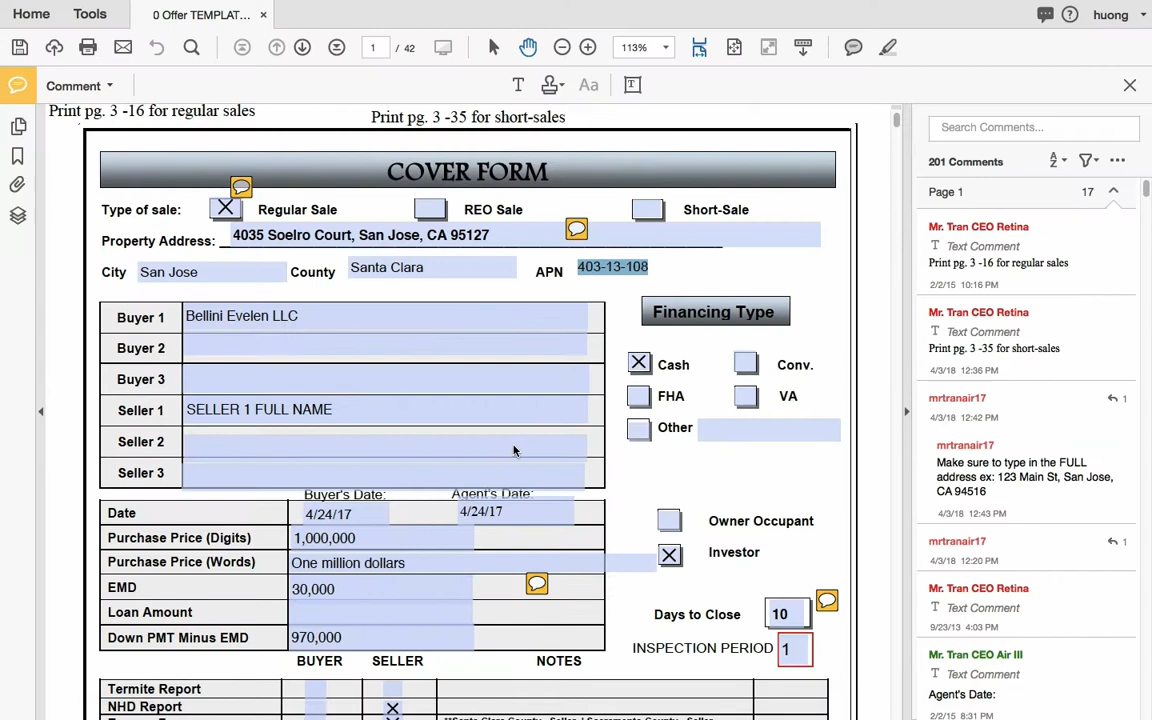 Home Tools 0 Offer TEMPLAT... × huong
1 / 42 113%
Comment T Aa T
Print pg. 3 -16 for regular sales
Print pg. 3 -35 for short-sales
COVER FORM
Type of sale: X Regular Sale REO Sale Short-Sale
Property Address: 4035 Soelro Court, San Jose, CA 95127
City San Jose County Santa Clara APN 403-13-108
Buyer 1 Bellini Evelen LLC
Buyer 2
Buyer 3
Seller 1 SELLER 1 FULL NAME
Seller 2
Seller 3
Financing Type
X Cash Conv.
FHA VA
Other
Buyer's Date: Agent's Date:
Date 4/24/17 4/24/17
Purchase Price (Digits) 1,000,000
Purchase Price (Words) One million dollars
EMD 30,000
Loan Amount
Down PMT Minus EMD 970,000
Owner Occupant
X Investor
Days to Close 10
INSPECTION PERIOD 1
BUYER SELLER NOTES
Termite Report
NHD Report X
Search Comments...
201 Comments
Page 1 17
Mr. Tran CEO Retina
T Text Comment
Print pg. 3 -16 for regular sales
2/2/15 10:16 PM
Mr. Tran CEO Retina
T Text Comment
Print pg. 3 -35 for short-sales
4/3/18 12:36 PM
mrtranair17 1
4/3/18 12:42 PM
mrtranair17
Make sure to type in the FULL
address ex: 123 Main St, San Jose,
CA 94516
4/3/18 12:43 PM
mrtranair17 1
4/3/18 12:20 PM
Mr. Tran CEO Retina
T Text Comment
9/23/13 4:03 PM
Mr. Tran CEO Air III
T Text Comment
Agent's Date:
2/2/15 8:31 PM